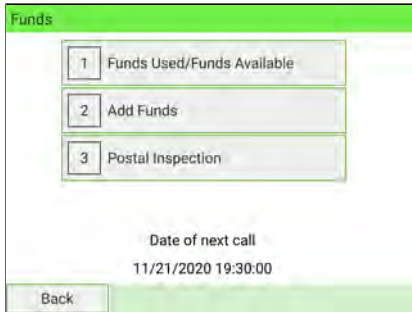 Funds
1 Funds Used/Funds Available
2 Add Funds
3 Postal Inspection
Date of next call
11/21/2020 19:30:00
Back